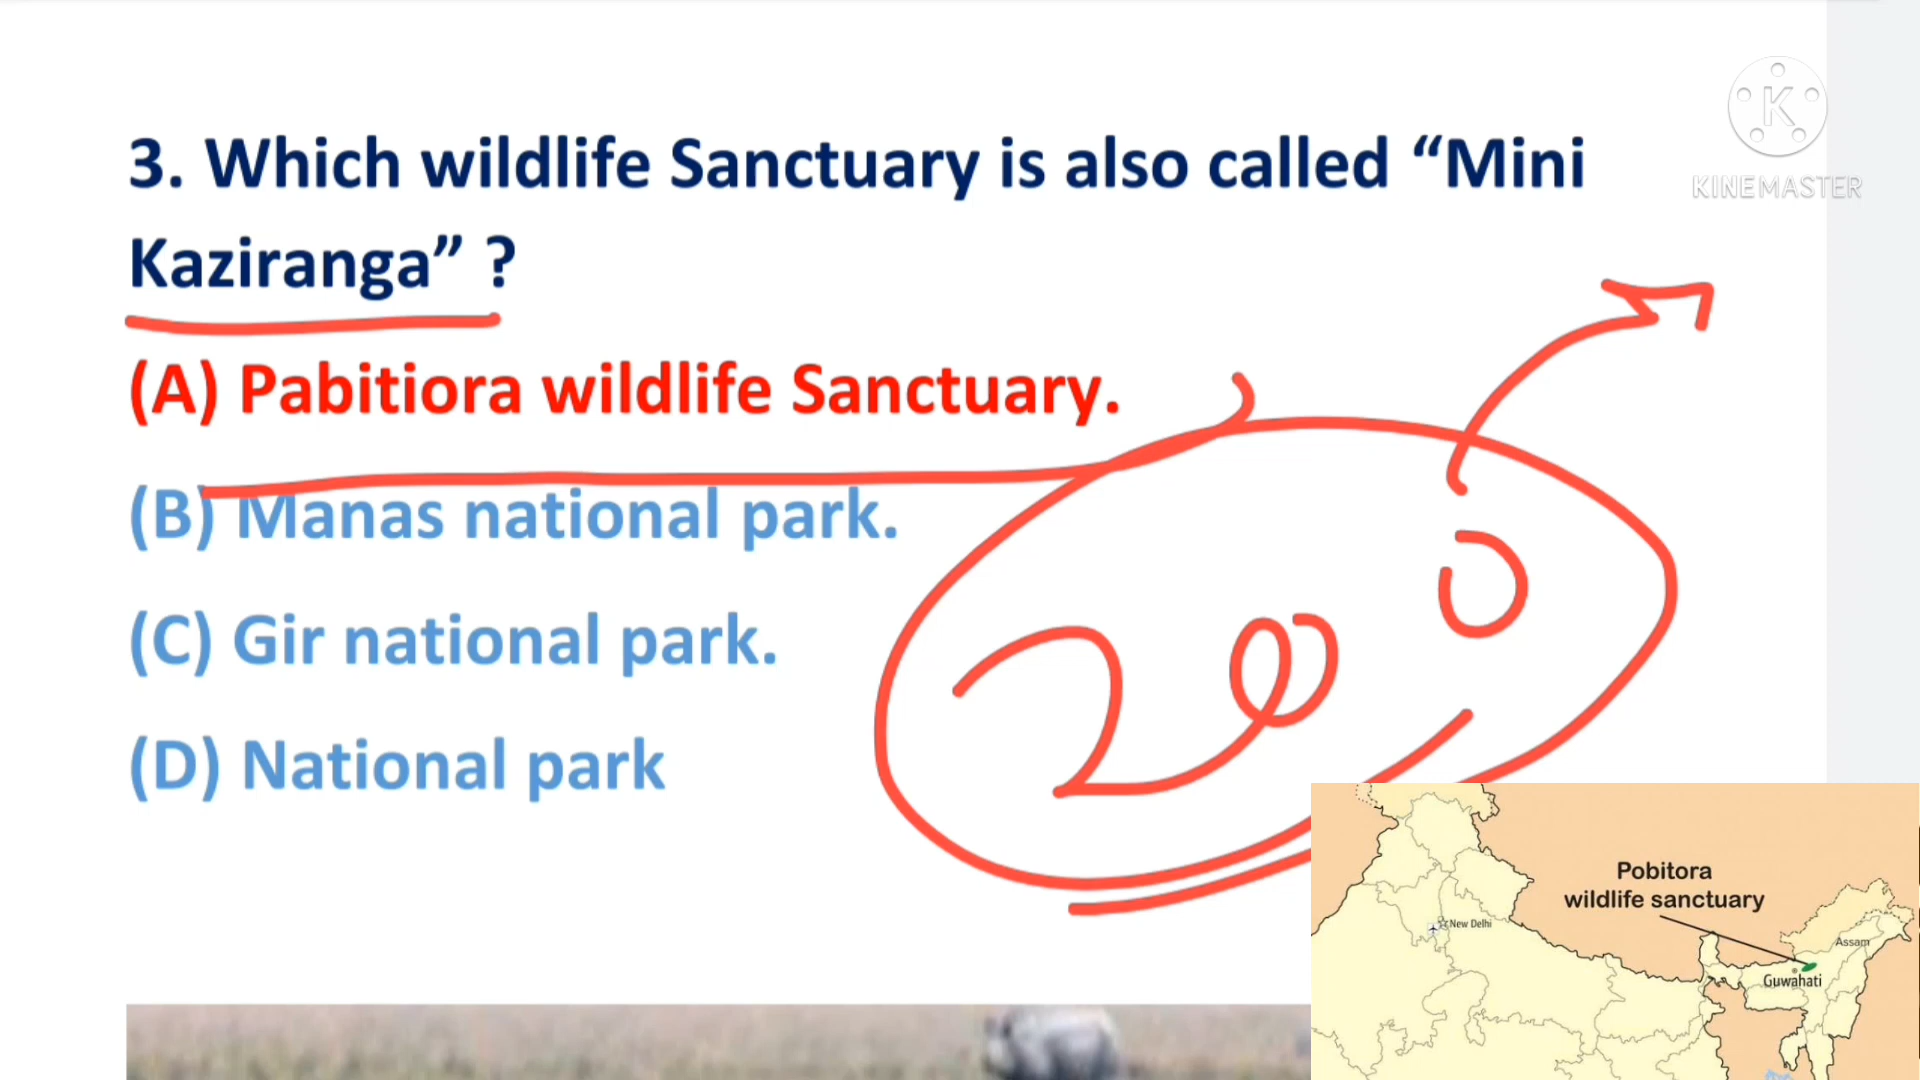 3. Which wildlife Sanctuary is also called “Mini
Kaziranga” ?
(A) Pabitiora wildlife Sanctuary.
(B) Manas national park.
(C) Gir national park.
(D) National park
K
KINEMASTER
Pobitora
wildlife sanctuary
New Delhi
Assam
Guwahati